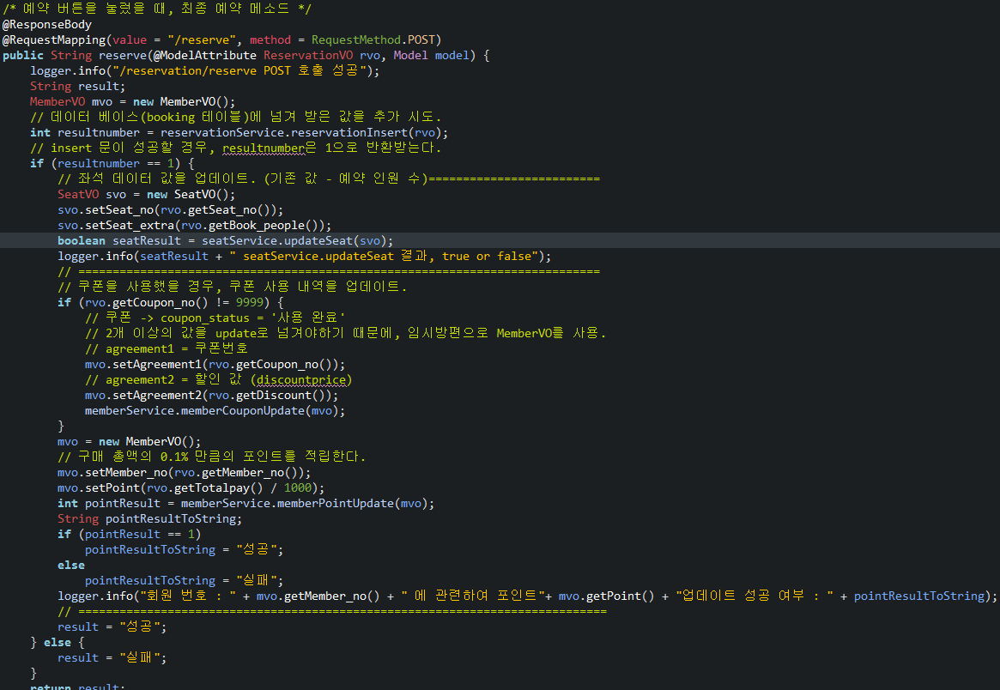 /* 예약 버튼을 눌렀을 때, 최종 예약 메소드 */
@ResponseBody
@RequestMapping(value = "/reserve", method = RequestMethod.POST)
public String reserve(@ModelAttribute ReservationVO rvo, Model model) {
logger.info("/reservation/reserve POST 호출 성공");
String result;
MemberVO mvo = new MemberVO();
// 데이터 베이스(booking 테이블)에 넘겨 받은 값을 추가 시도.
int resultnumber = reservationService.reservationInsert(rvo);
// insert 문이 성공할 경우, resultnumber은 1으로 반환받는다.
if (resultnumber == 1) {
// 좌석 데이터 값을 업데이트. (기존 값 - 예약 인원 수)=========================
SeatVO svo = new SeatVO();
svo.setSeat_no(rvo.getSeat_no());
svo.setSeat_extra(rvo.getBook_people());
boolean seatResult = seatService.updateSeat(svo);
logger.info(seatResult + " seatService.updateSeat 결과, true or false");
// ============================================================================
// 쿠폰을 사용했을 경우, 쿠폰 사용 내역을 업데이트.
if (rvo.getCoupon_no() != 9999) {
// 쿠폰 -> coupon_status = '사용 완료'
// 2개 이상의 값을 update로 넘겨야하기 때문에, 임시방편으로 MemberVO를 사용.
// agreement1 = 쿠폰번호
mvo.setAgreement1(rvo.getCoupon_no());
// agreement2 = 할인 값 (discountprice)
mvo.setAgreement2(rvo.getDiscount());
memberService.memberCouponUpdate(mvo);
}
mvo = new MemberVO();
// 구매 총액의 0.1% 만큼의 포인트를 적립한다.
mvo.setMember_no(rvo.getMember_no());
mvo.setPoint(rvo.getTotalpay() / 1000);
int pointResult = memberService.memberPointUpdate(mvo);
String pointResultToString;
if (pointResult == 1)
pointResultToString = "성공";
else
pointResultToString = "실패";
logger.info("회원 번호 : " + mvo.getMember_no() + " 에 관련하여 포인트"+ mvo.getPoint() + "업데이트 성공 여부 : " + pointResultToString);
// =============================================================================
result = "성공";
} else {
result = "실패";
}
return result;